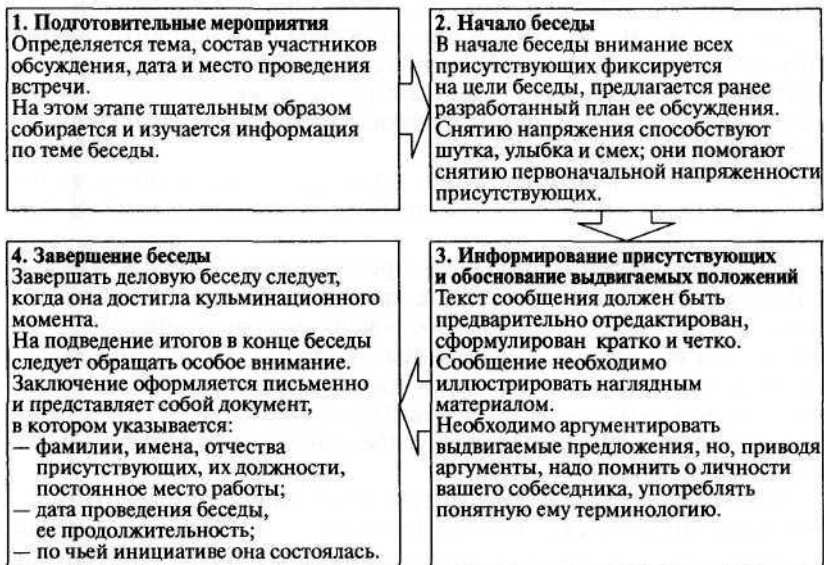 1. Подготовительные мероприятия
Определяется тема, состав участников
обсуждения, дата и место проведения
встречи.
На этом этапе тщательным образом
собирается и изучается информация
по теме беседы.
2. Начало беседы
В начале беседы внимание всех
присутствующих фиксируется
на цели беседы, предлагается ранее
разработанный план ее обсуждения.
Снятию напряжения способствуют
шутка, улыбка и смех; они помогают
снятию первоначальной напряженности
присутствующих.
3. Информирование присутствующих
и обоснование выдвигаемых положений
Текст сообщения должен быть
предварительно отредактирован,
сформулирован кратко и четко.
Сообщение необходимо
иллюстрировать наглядным
материалом.
Необходимо аргументировать
выдвигаемые предложения, но, приводя
аргументы, надо помнить о личности
вашего собеседника, употреблять
понятную ему терминологию.
4. Завершение беседы
Завершать деловую беседу следует,
когда она достигла кульминационного
момента.
На подведение итогов в конце беседы
следует обращать особое внимание.
Заключение оформляется письменно
и представляет собой документ,
в котором указывается:
— фамилии, имена, отчества
присутствующих, их должности,
постоянное место работы;
— дата проведения беседы,
ее продолжительность;
— по чьей инициативе она состоялась.